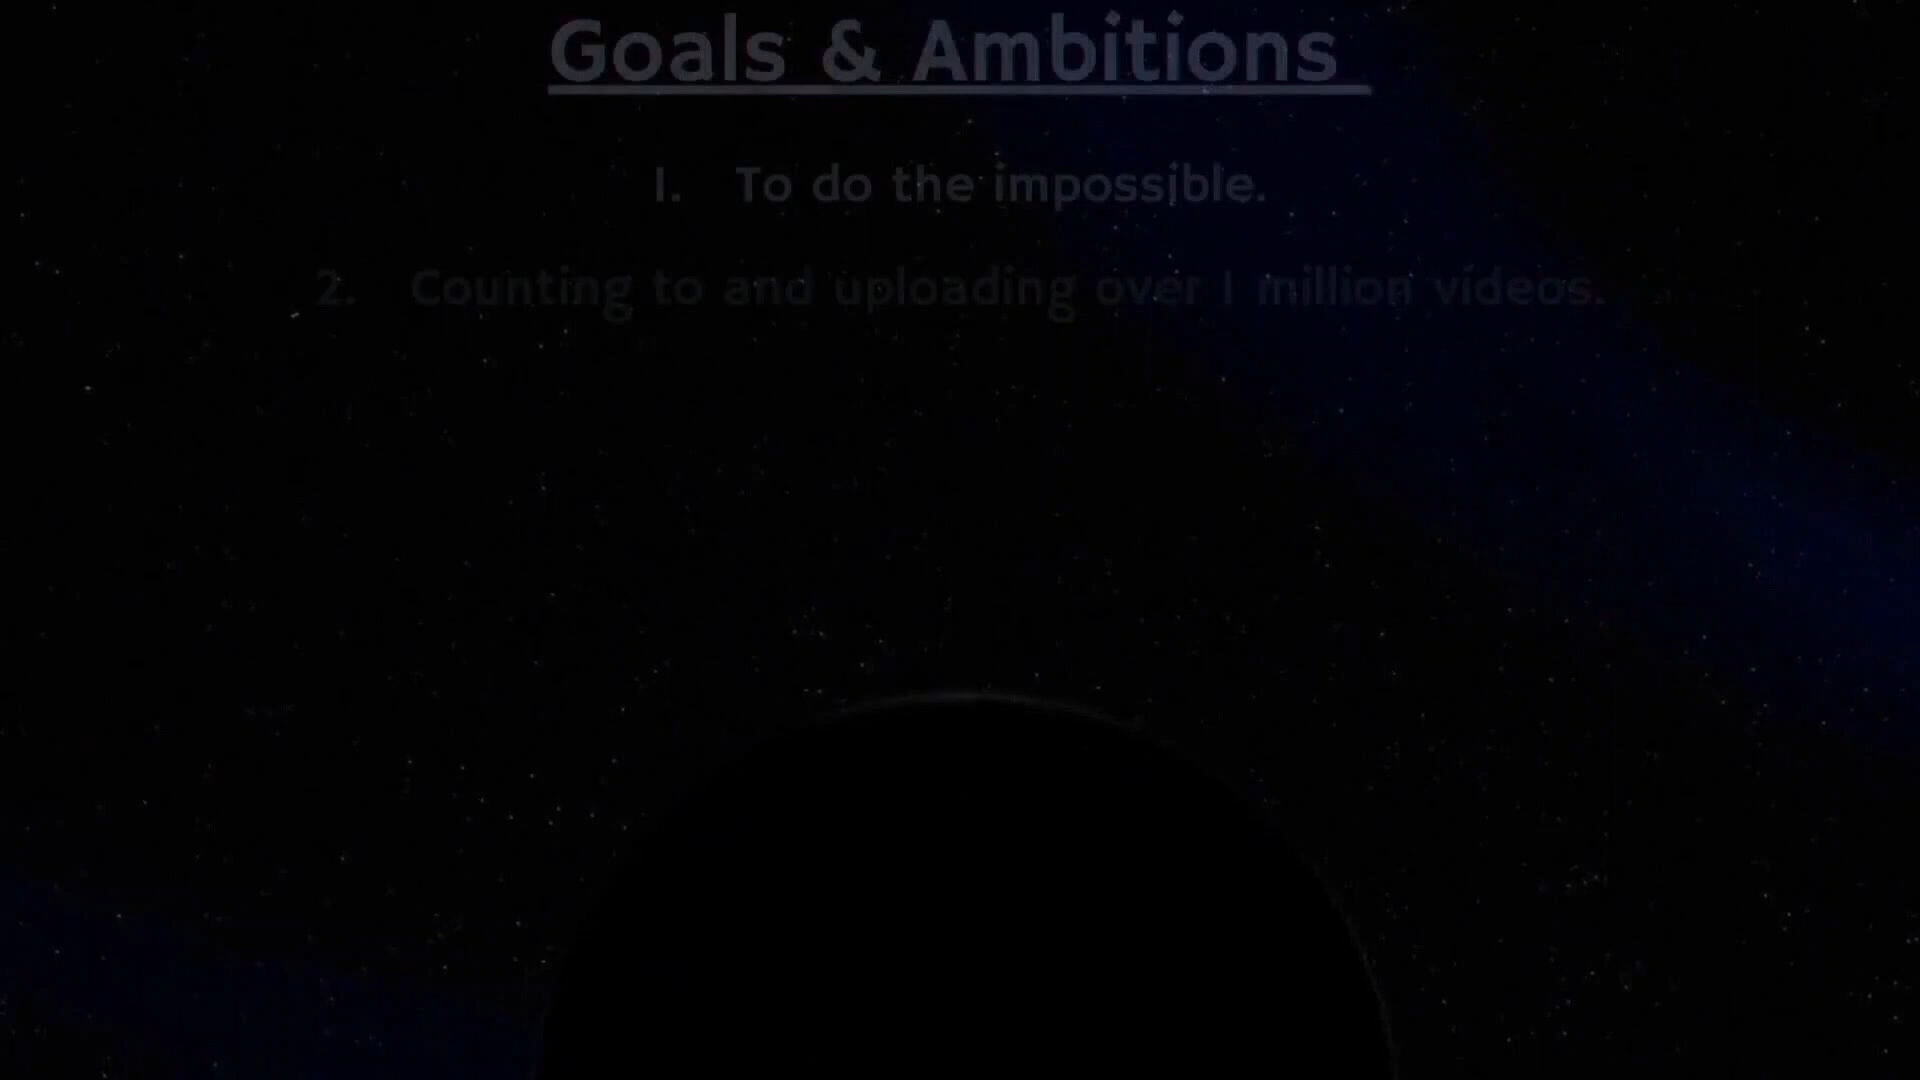 Goals & Ambitions
1. To do the impossible.
2. Counting to and uploading over 1 million videos.